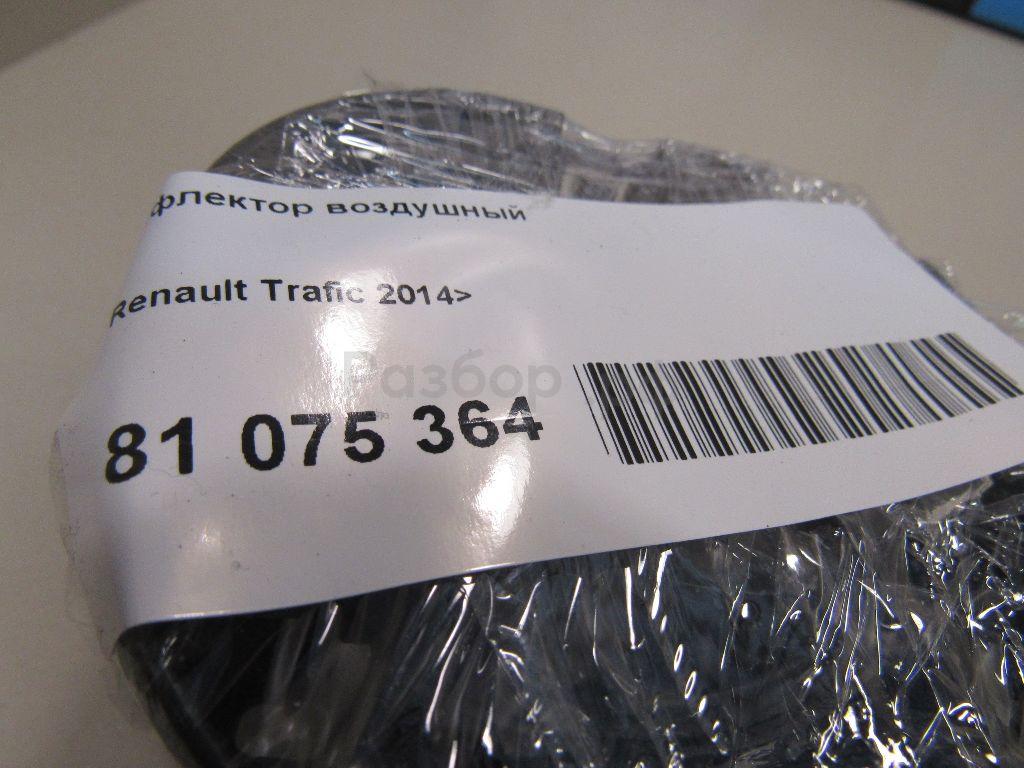 флектор воздушный
Renault Trafic 2014>
Разбор
81 075 364